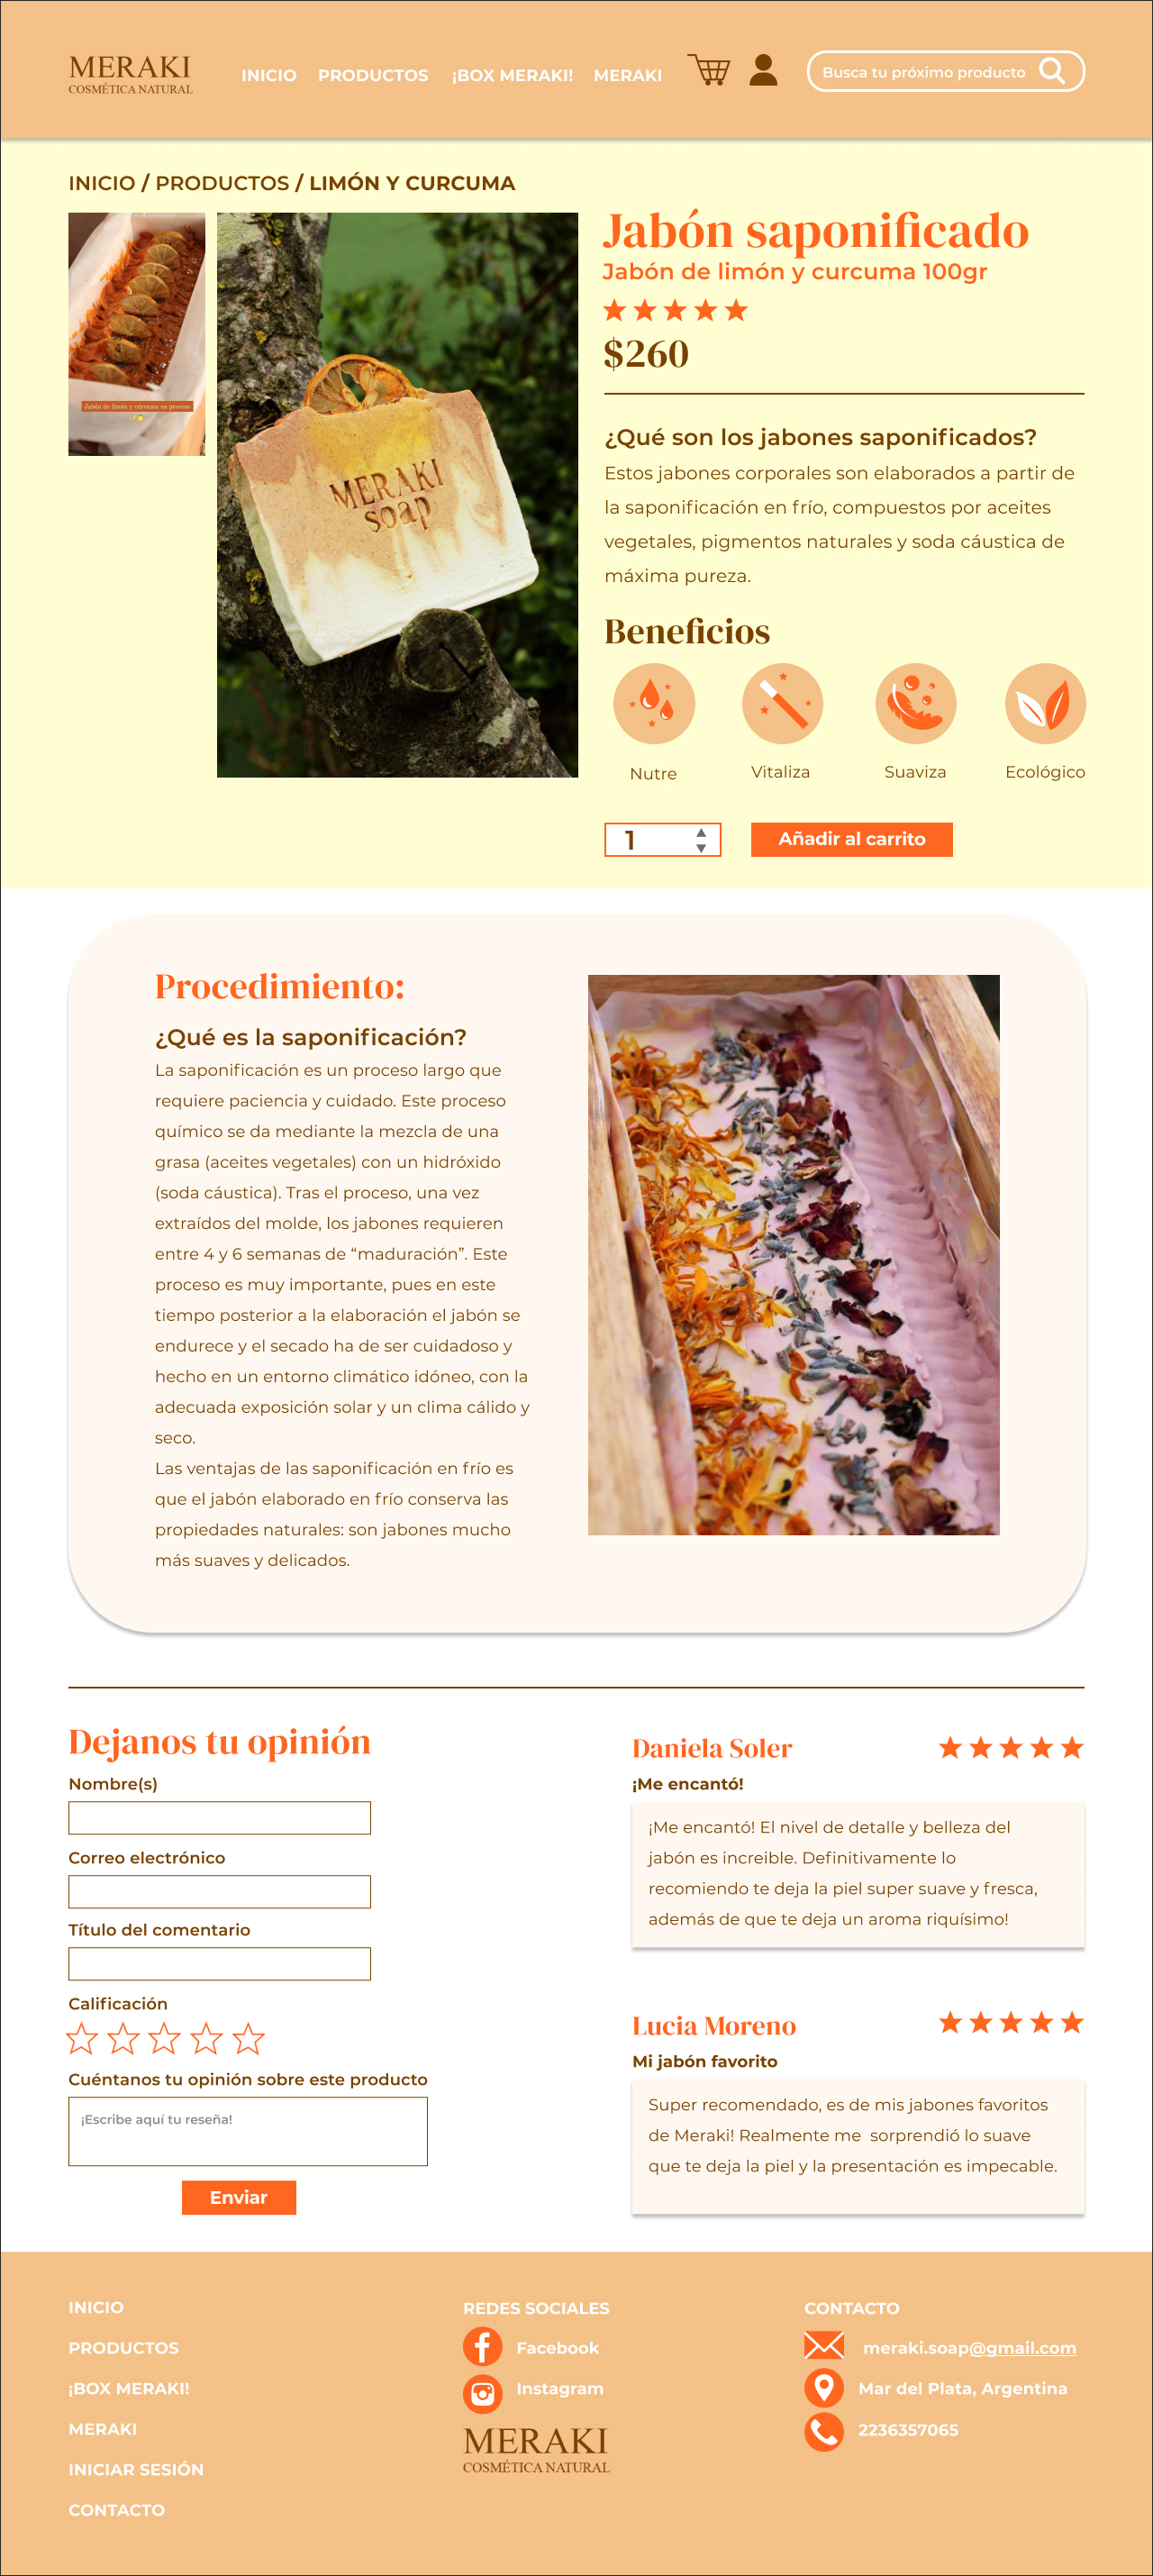 MERAKI
COSMÉTICA NATURAL
INICIO PRODUCTOS ¡BOX MERAKI! MERAKI
Busca tu próximo producto
INICIO / PRODUCTOS / LIMÓN Y CURCUMA
Jabón de limón y cúrcuma en proceso
MERAKI
soap
Jabón saponificado
Jabón de limón y curcuma 100gr
$260
¿Qué son los jabones saponificados?
Estos jabones corporales son elaborados a partir de
la saponificación en frío, compuestos por aceites
vegetales, pigmentos naturales y soda cáustica de
máxima pureza.
Beneficios
Nutre
Vitaliza
Suaviza
Ecológico
1
Añadir al carrito
Procedimiento:
¿Qué es la saponificación?
La saponificación es un proceso largo que
requiere paciencia y cuidado. Este proceso
químico se da mediante la mezcla de una
grasa (aceites vegetales) con un hidróxido
(soda cáustica). Tras el proceso, una vez
extraídos del molde, los jabones requieren
entre 4 y 6 semanas de “maduración”. Este
proceso es muy importante, pues en este
tiempo posterior a la elaboración el jabón se
endurece y el secado ha de ser cuidadoso y
hecho en un entorno climático idóneo, con la
adecuada exposición solar y un clima cálido y
seco.
Las ventajas de las saponificación en frío es
que el jabón elaborado en frío conserva las
propiedades naturales: son jabones mucho
más suaves y delicados.
Dejanos tu opinión
Nombre(s)
Correo electrónico
Título del comentario
Calificación
Cuéntanos tu opinión sobre este producto
¡Escribe aquí tu reseña!
Enviar
Daniela Soler
¡Me encantó!
¡Me encantó! El nivel de detalle y belleza del
jabón es increible. Definitivamente lo
recomiendo te deja la piel super suave y fresca,
además de que te deja un aroma riquísimo!
Lucia Moreno
Mi jabón favorito
Super recomendado, es de mis jabones favoritos
de Meraki! Realmente me  sorprendió lo suave
que te deja la piel y la presentación es impecable.
INICIO
PRODUCTOS
¡BOX MERAKI!
MERAKI
INICIAR SESIÓN
CONTACTO
REDES SOCIALES
Facebook
Instagram
MERAKI
COSMÉTICA NATURAL
CONTACTO
meraki.soap@gmail.com
Mar del Plata, Argentina
2236357065